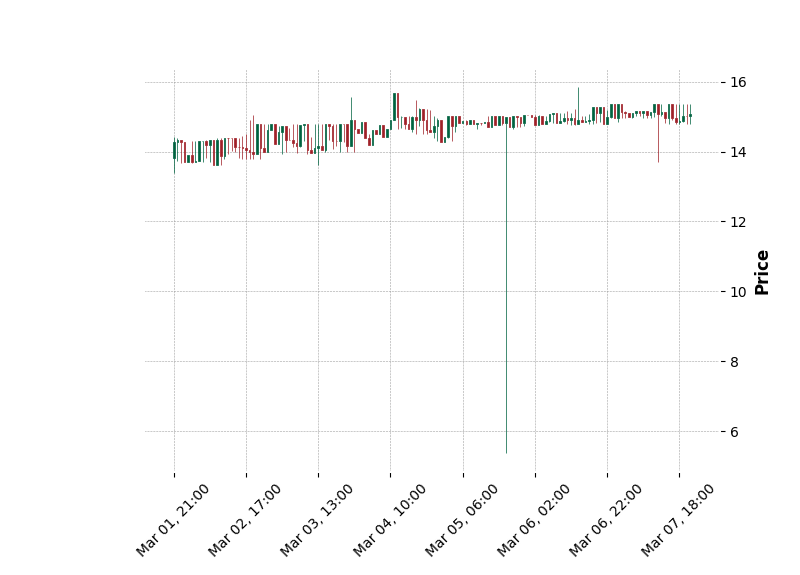 16
14
12
10
8
6
Price
Mar 01, 21:00
Mar 02, 17:00
Mar 03, 13:00
Mar 04, 10:00
Mar 05, 06:00
Mar 06, 02:00
Mar 06, 22:00
Mar 07, 18:00